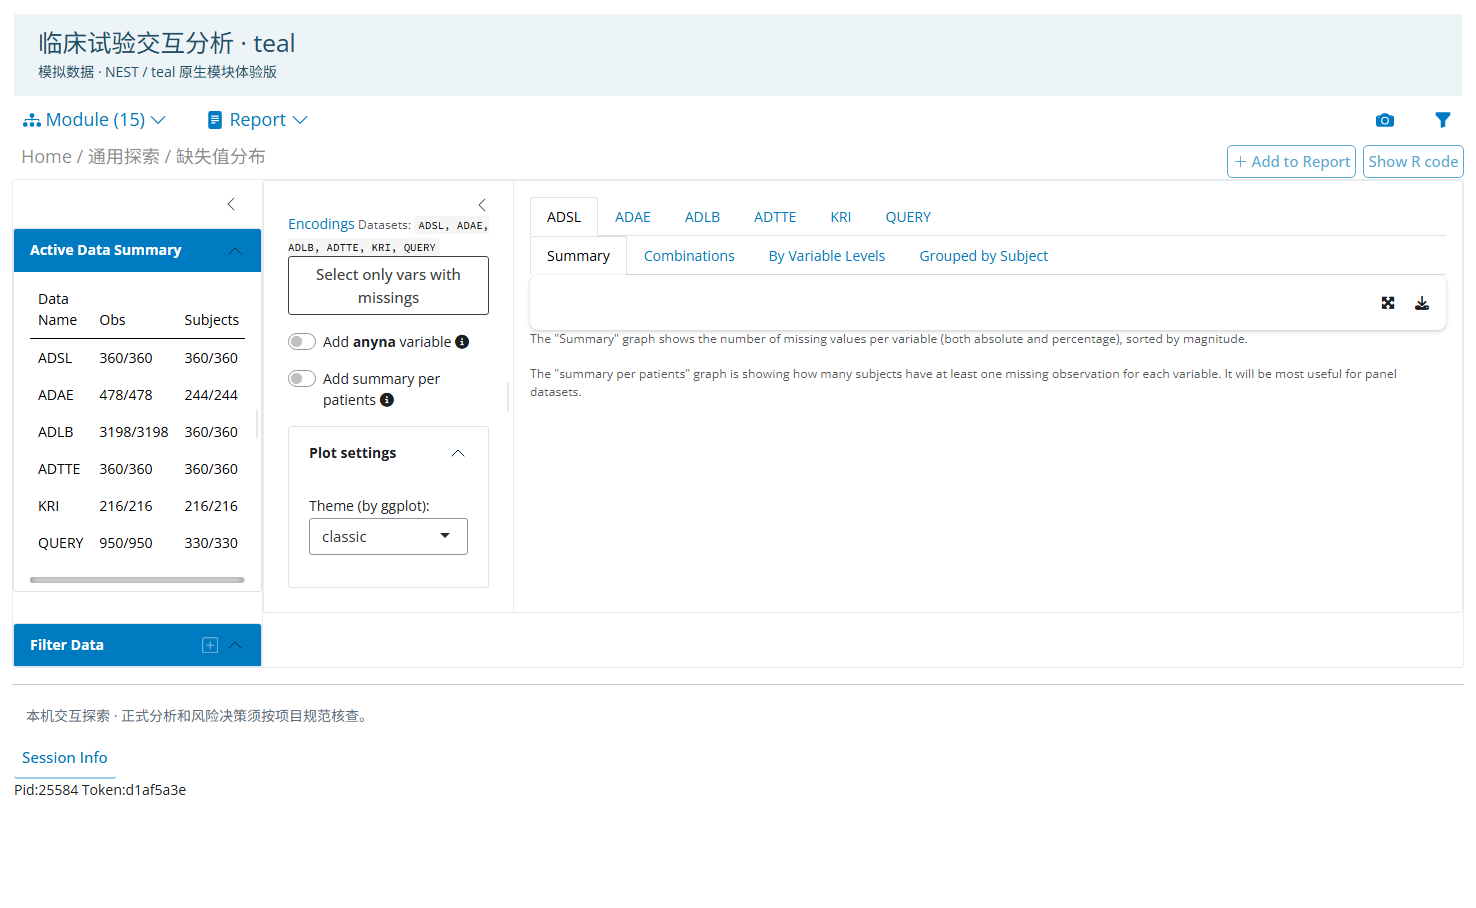 临床试验交互分析 · teal
模拟数据 · NEST / teal 原生模块体验版
Module (15)
Report
Home / 通用探索 / 缺失值分布
+ Add to Report
Show R code
Active Data Summary
Data Name Obs Subjects
ADSL 360/360 360/360
ADAE 478/478 244/244
ADLB 3198/3198 360/360
ADTTE 360/360 360/360
KRI 216/216 216/216
QUERY 950/950 330/330
Filter Data
Encodings Datasets: ADSL, ADAE,
ADLB, ADTTE, KRI, QUERY
Select only vars with
missings
Add anyna variable
Add summary per
patients
Plot settings
Theme (by ggplot):
classic
ADSL ADAE ADLB ADTTE KRI QUERY
Summary Combinations By Variable Levels Grouped by Subject
The "Summary" graph shows the number of missing values per variable (both absolute and percentage), sorted by magnitude.
The "summary per patients" graph is showing how many subjects have at least one missing observation for each variable. It will be most useful for panel
datasets.
本机交互探索 · 正式分析和风险决策须按项目规范核查。
Session Info
Pid:25584 Token:d1af5a3e